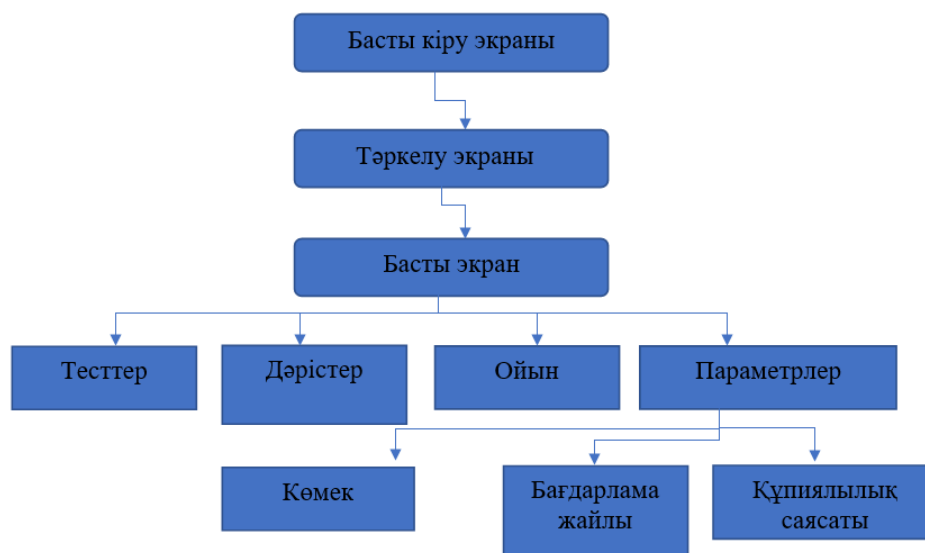 Басты кіру экраны
Тәркелу экраны
Басты экран
Тесттер
Дәрістер
Ойын
Параметрлер
Көмек
Бағдарлама
жайлы
Құпиялылық
саясаты